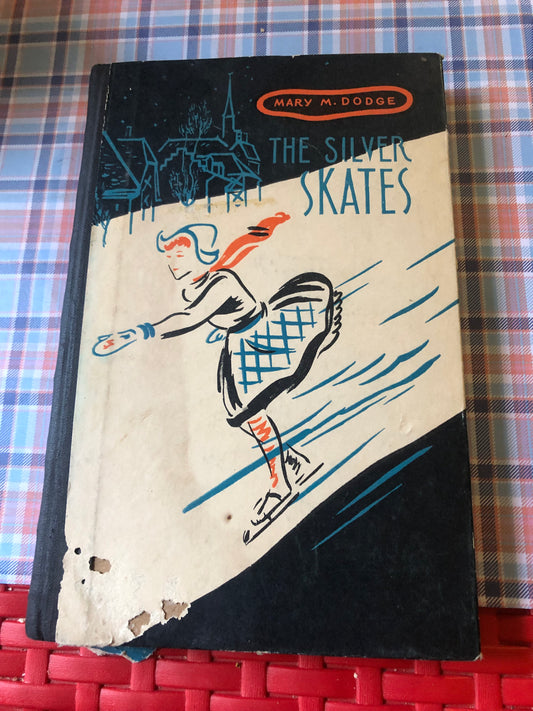 MARY M. DODGE
THE SILVER
SKATES